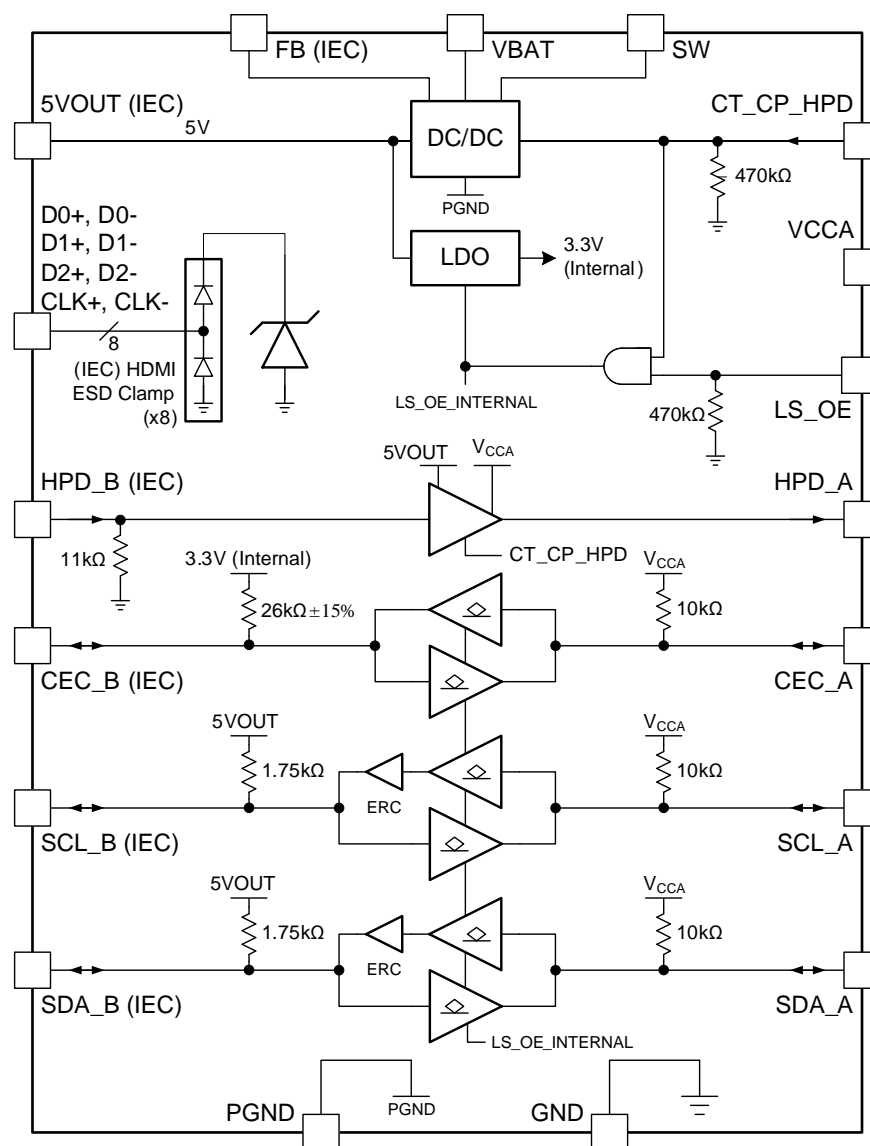 FB (IEC)
VBAT
SW
5VOUT (IEC)
CT_CP_HPD
5V
DC/DC
470kΩ
PGND
D0+, D0-
D1+, D1-
D2+, D2-
CLK+, CLK-
VCCA
LDO
3.3V
(Internal)
8
(IEC) HDMI
ESD Clamp
(x8)
LS_OE_INTERNAL
470kΩ
LS_OE
HPD_B (IEC)
5VOUT
VCCA
HPD_A
11kΩ
CT_CP_HPD
3.3V (Internal)
VCCA
26kΩ ±15%
10kΩ
CEC_B (IEC)
CEC_A
5VOUT
VCCA
1.75kΩ
10kΩ
ERC
SCL_B (IEC)
SCL_A
5VOUT
VCCA
1.75kΩ
10kΩ
ERC
SDA_B (IEC)
SDA_A
LS_OE_INTERNAL
PGND
PGND
GND